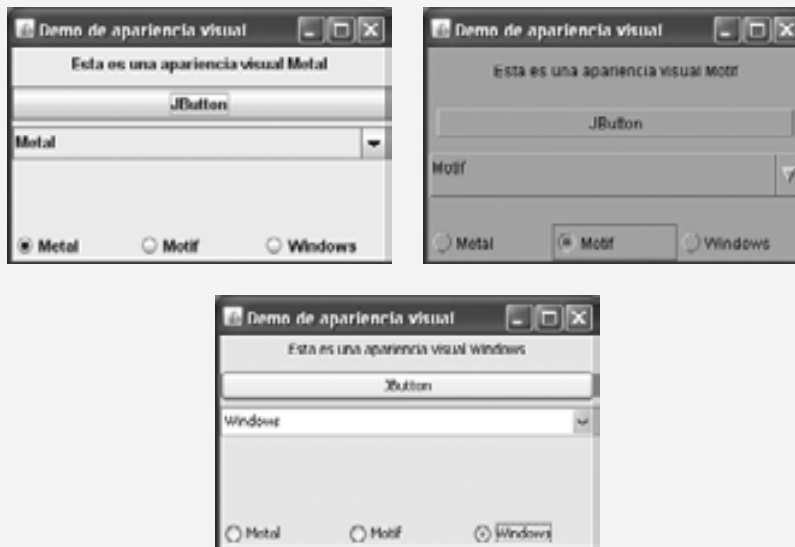 Demo de apariencia visual
Esta es una apariencia visual Metal
JButton
Metal
Metal Motif Windows
Demo de apariencia visual
Esta es una apariencia visual Motif
JButton
Motif
Metal Motif Windows
Demo de apariencia visual
Esta es una apariencia visual Windows
JButton
Windows
Metal Motif Windows